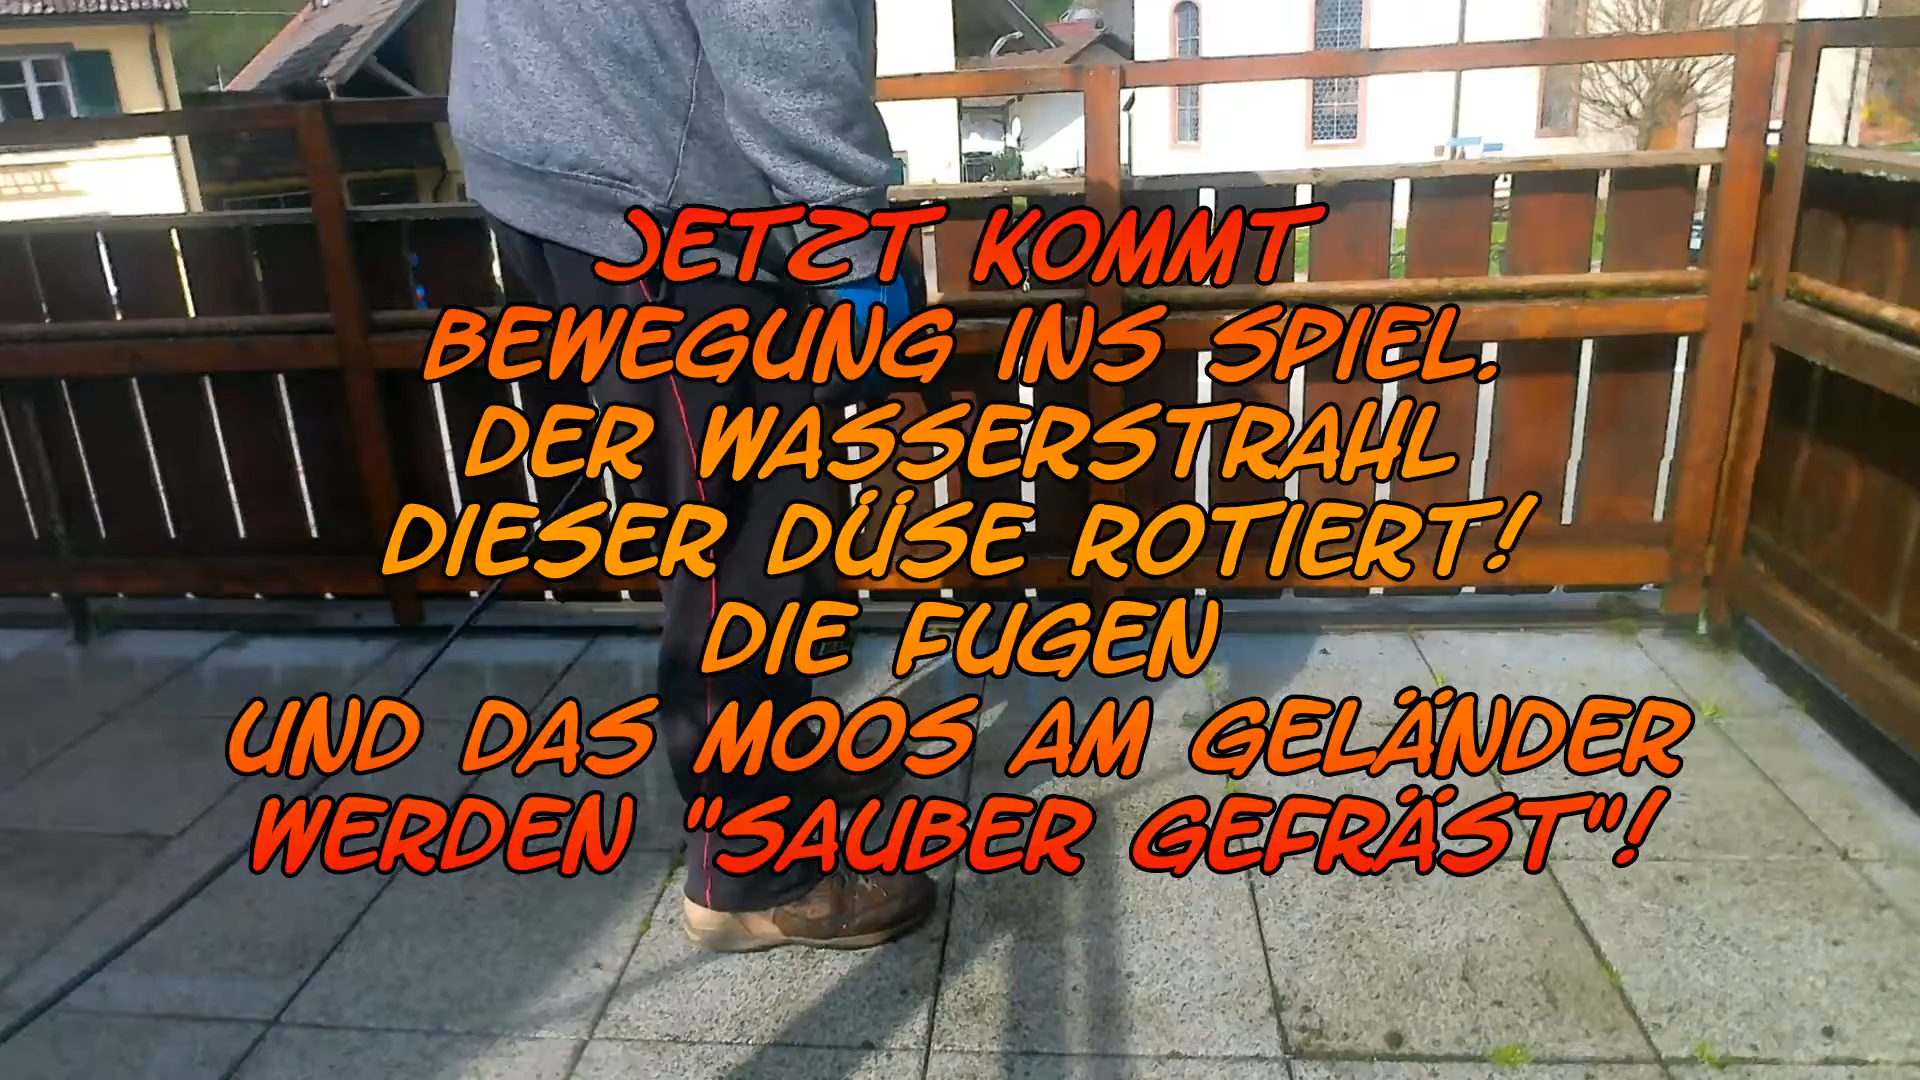 JETZT KOMMT
BEWEGUNG INS SPIEL.
DER WASSERSTRAHL
DIESER DÜSE ROTIERT!
DIE FUGEN
UND DAS MOOS AM GELÄNDER
WERDEN "SAUBER GEFRÄST"!